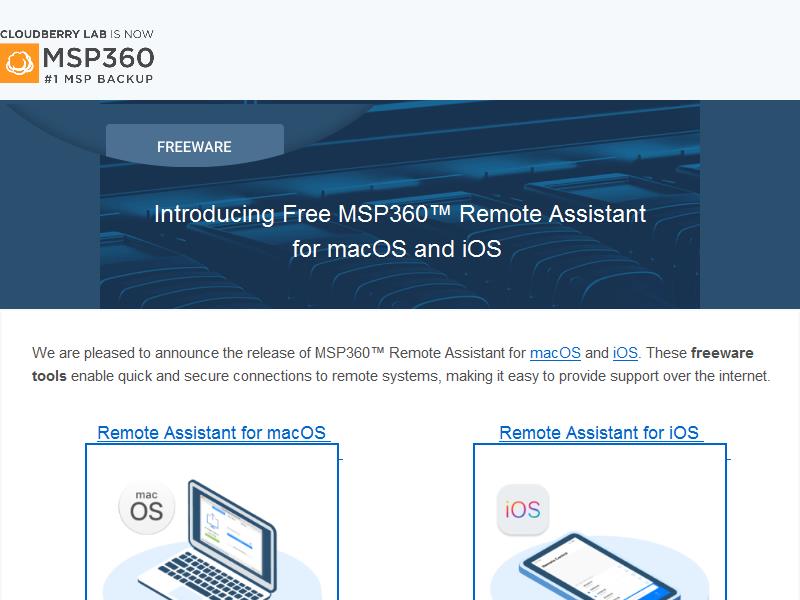 CLOUDBERRY LAB IS NOW
MSP360
#1 MSP BACKUP
FREEWARE
Introducing Free MSP360™ Remote Assistant
for macOS and iOS
We are pleased to announce the release of MSP360™ Remote Assistant for macOS and iOS. These freeware
tools enable quick and secure connections to remote systems, making it easy to provide support over the internet.
Remote Assistant for macOS
Remote Assistant for iOS
mac
OS
iOS